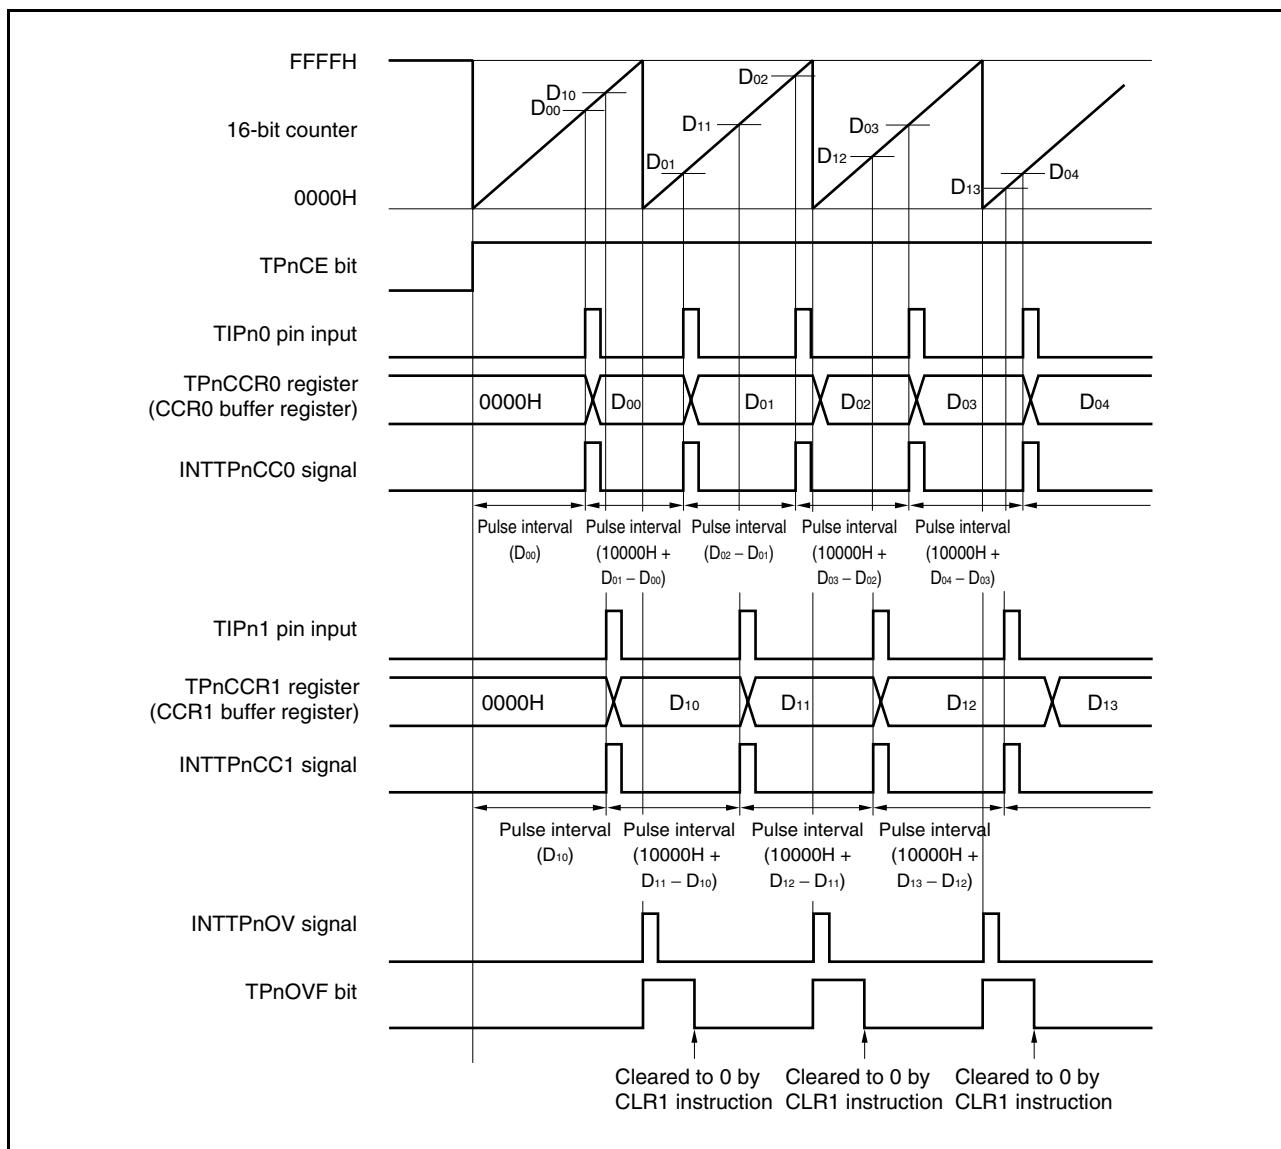 FFFFH
16-bit counter
0000H
D10
D00
D01
D11
D02
D12
D03
D13
D04
TPnCE bit
TIPn0 pin input
TPnCCR0 register
(CCR0 buffer register)
0000H D00 D01 D02 D03 D04
INTTPnCC0 signal
Pulse interval
(D00)
Pulse interval
(10000H +
D01 – D00)
Pulse interval
(D02 – D01)
Pulse interval
(10000H +
D03 – D02)
Pulse interval
(10000H +
D04 – D03)
TIPn1 pin input
TPnCCR1 register
(CCR1 buffer register)
0000H D10 D11 D12 D13
INTTPnCC1 signal
Pulse interval
(D10)
Pulse interval
(10000H +
D11 – D10)
Pulse interval
(10000H +
D12 – D11)
Pulse interval
(10000H +
D13 – D12)
INTTPnOV signal
TPnOVF bit
Cleared to 0 by
CLR1 instruction
Cleared to 0 by
CLR1 instruction
Cleared to 0 by
CLR1 instruction